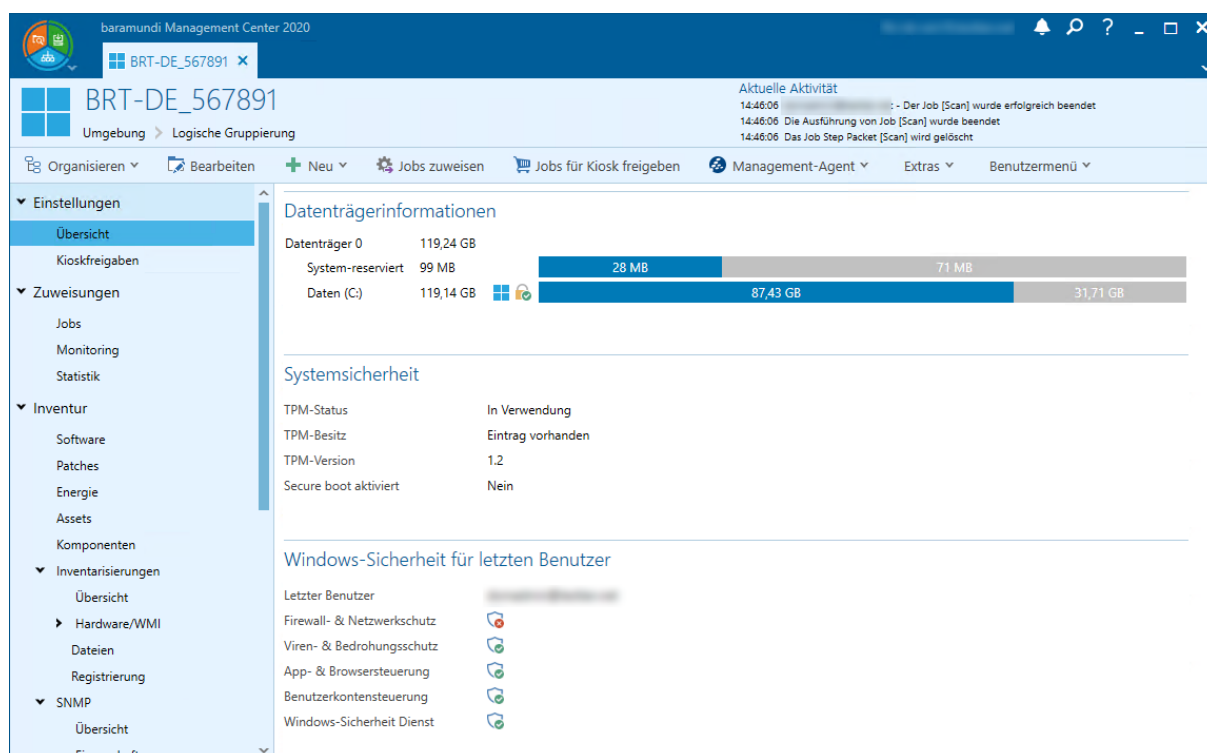 baramundi Management Center 2020
BRT-DE_567891
BRT-DE_567891
Umgebung > Logische Gruppierung
Aktuelle Aktivität
14:46:06 : - Der Job [Scan] wurde erfolgreich beendet
14:46:06 Die Ausführung von Job [Scan] wurde beendet
14:46:06 Das Job Step Packet [Scan] wird gelöscht
Organisieren Bearbeiten Neu Jobs zuweisen Jobs für Kiosk freigeben Management-Agent Extras Benutzermenü
Einstellungen
Übersicht
Kioskfreigaben
Zuweisungen
Jobs
Monitoring
Statistik
Inventur
Software
Patches
Energie
Assets
Komponenten
Inventarisierungen
Übersicht
Hardware/WMI
Dateien
Registrierung
SNMP
Übersicht
Datenträgerinformationen
Datenträger 0 119,24 GB
System-reserviert 99 MB 28 MB 71 MB
Daten (C:) 119,14 GB 87,43 GB 31,71 GB
Systemsicherheit
TPM-Status In Verwendung
TPM-Besitz Eintrag vorhanden
TPM-Version 1.2
Secure boot aktiviert Nein
Windows-Sicherheit für letzten Benutzer
Letzter Benutzer
Firewall- & Netzwerkschutz
Viren- & Bedrohungsschutz
App- & Browsersteuerung
Benutzerkontensteuerung
Windows-Sicherheit Dienst